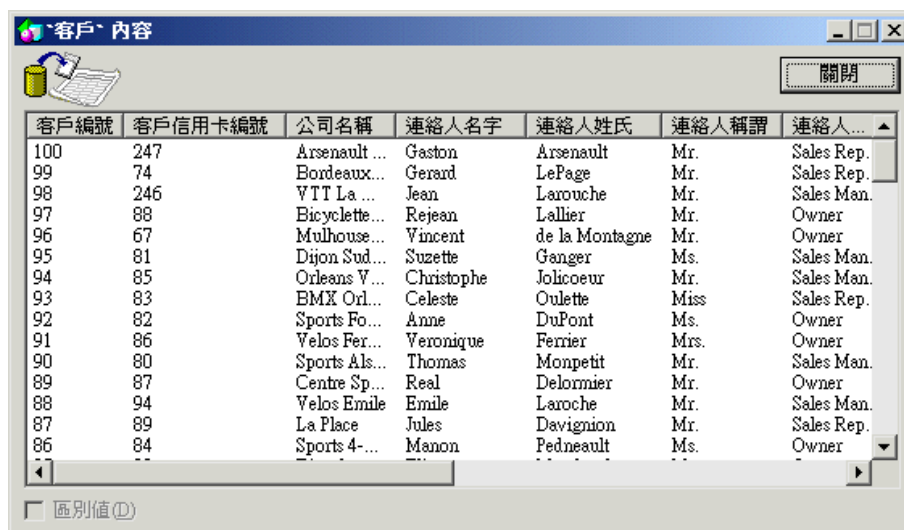 `客戶` 內容
關閉
客戶編號 客戶信用卡編號 公司名稱 連絡人名字 連絡人姓氏 連絡人稱謂 連絡人...
100 247 Arsenault ... Gaston Arsenault Mr. Sales Rep.
99 74 Bordeaux... Gerard LePage Mr. Sales Rep.
98 246 VTT La ... Jean Larouche Mr. Sales Man.
97 88 Bicyclette... Rejean Lallier Mr. Owner
96 67 Mulhouse... Vincent de la Montagne Mr. Owner
95 81 Dijon Sud... Suzette Ganger Ms. Sales Man.
94 85 Orleans V... Christophe Jolicoeur Mr. Sales Man.
93 83 BMX Orl... Celeste Oulette Miss Sales Rep.
92 82 Sports Fo... Anne DuPont Ms. Owner
91 86 Velos Fer... Veronique Ferrier Mrs. Owner
90 80 Sports Als... Thomas Monpetit Mr. Sales Man.
89 87 Centre Sp... Real Delormier Mr. Owner
88 94 Velos Emile Emile Laroche Mr. Sales Man.
87 89 La Place Jules Davignion Mr. Sales Rep.
86 84 Sports 4-... Manon Pedneault Ms. Owner
區別值(D)